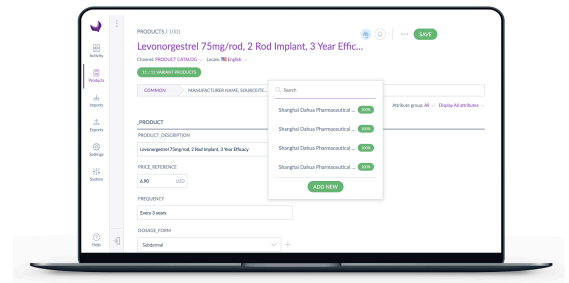 PRODUCTS / 1001
SAVE
Levonorgestrel 75mg/rod, 2 Rod Implant, 3 Year Effic...
Channel: PRODUCT CATALOG Locale: English
11 / 11 VARIANT PRODUCTS
COMMON
MANUFACTURER NAME, SOURCE/FE...
Attribute group: All Display All attributes
Activity
Products
Imports
Exports
Settings
System
Help
_PRODUCT
PRODUCT_DESCRIPTION
Levonorgestrel 75mg/rod, 2 Rod Implant, 3 Year Efficacy
PRICE_REFERENCE
6.90 USD
FREQUENCY
Every 3 years
DOSAGE_FORM
Subdermal
Search
Shanghai Dahua Pharmaceutical ... 100%
Shanghai Dahua Pharmaceutical ... 100%
Shanghai Dahua Pharmaceutical ... 100%
Shanghai Dahua Pharmaceutical ... 100%
ADD NEW